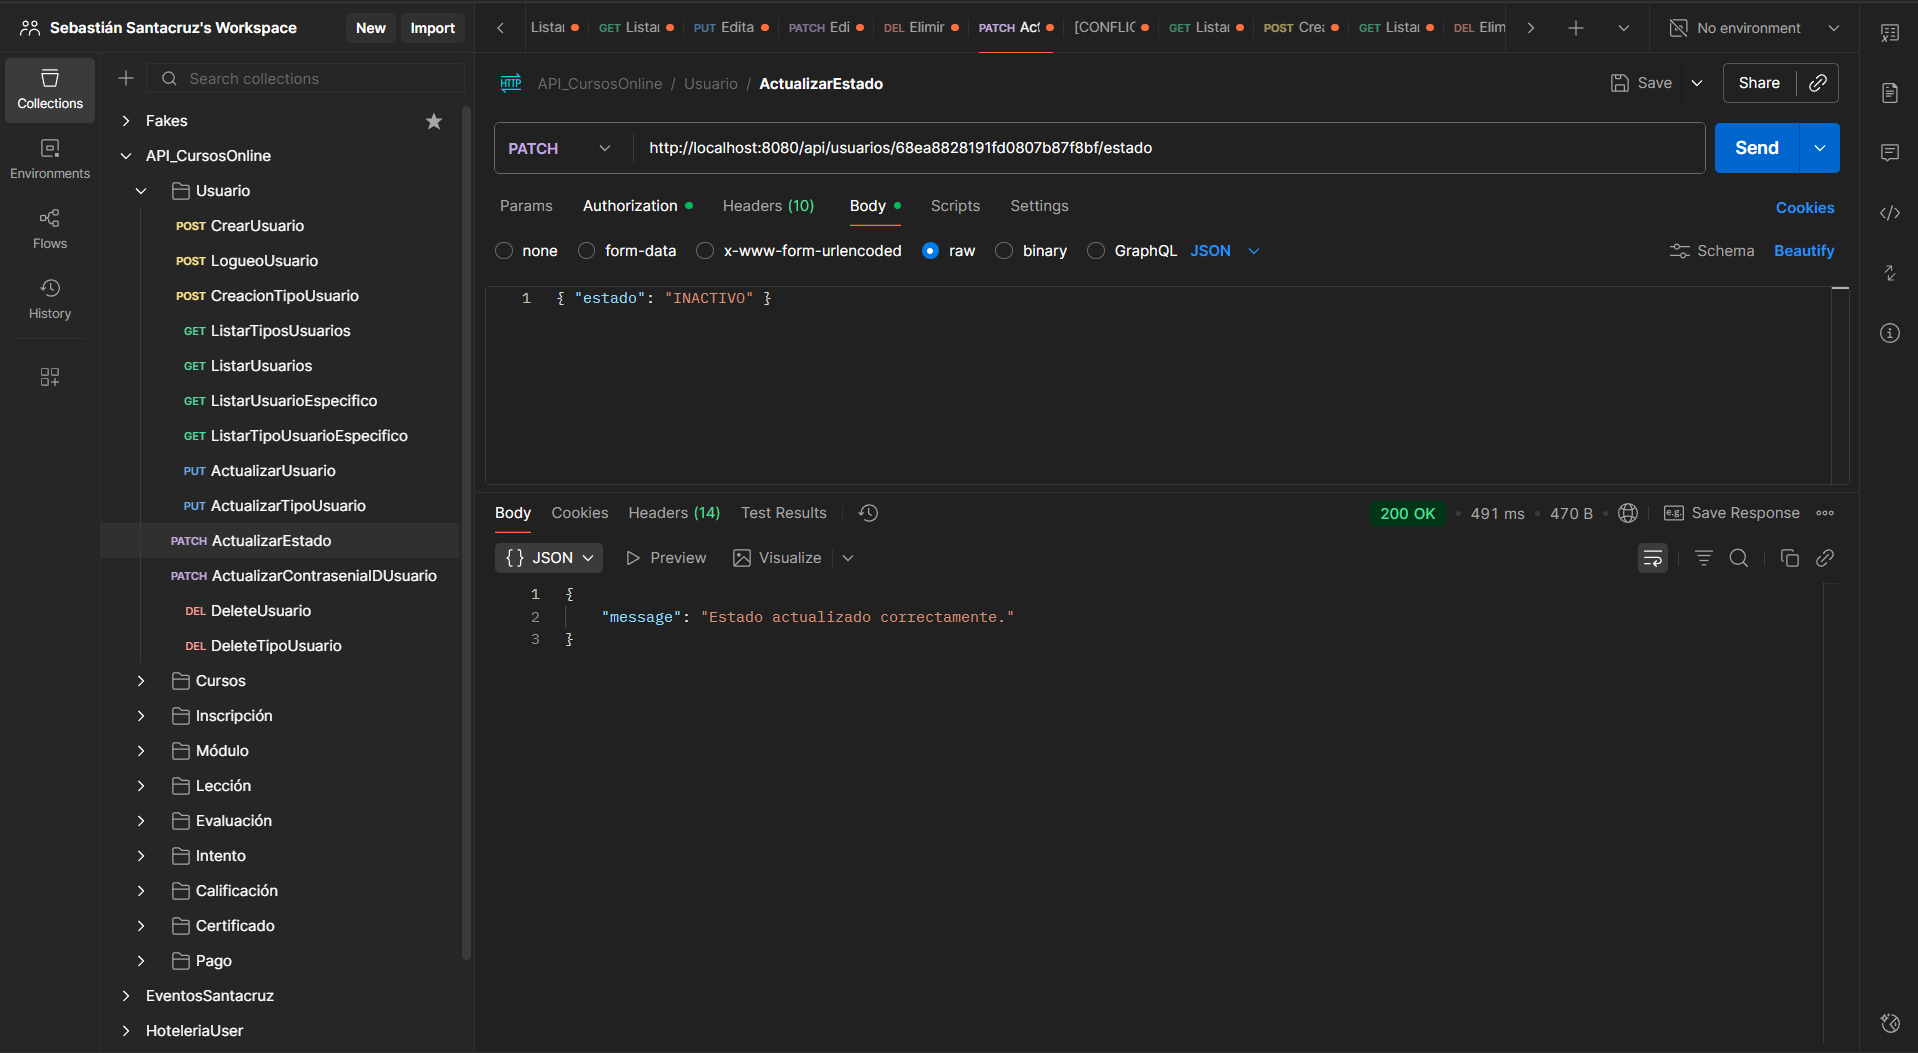 Sebastián Santacruz's Workspace
New
Import
Listar
GET Listar
PUT Edita
PATCH Edi
DEL Elimir
PATCH Act
[CONFLIC
GET Listar
POST Crea
GET Listar
DEL Elim
No environment
Collections
Environments
Flows
History
Search collections
Fakes
API_CursosOnline
Usuario
POST CrearUsuario
POST LogueoUsuario
POST CreacionTipoUsuario
GET ListarTiposUsuarios
GET ListarUsuarios
GET ListarUsuarioEspecifico
GET ListarTipoUsuarioEspecifico
PUT ActualizarUsuario
PUT ActualizarTipoUsuario
PATCH ActualizarEstado
PATCH ActualizarContraseniaIDUsuario
DEL DeleteUsuario
DEL DeleteTipoUsuario
Cursos
Inscripción
Módulo
Lección
Evaluación
Intento
Calificación
Certificado
Pago
EventosSantacruz
HoteleriaUser
HTTP API_CursosOnline / Usuario / ActualizarEstado
Save
Share
PATCH http://localhost:8080/api/usuarios/68ea8828191fd0807b87f8bf/estado
Send
Params Authorization Headers (10) Body Scripts Settings
Cookies
none form-data x-www-form-urlencoded raw binary GraphQL JSON
Schema Beautify
1 { "estado": "INACTIVO" }
Body Cookies Headers (14) Test Results
200 OK • 491 ms • 470 B
e.g. Save Response
{} JSON Preview Visualize
1 {
2 "message": "Estado actualizado correctamente."
3 }